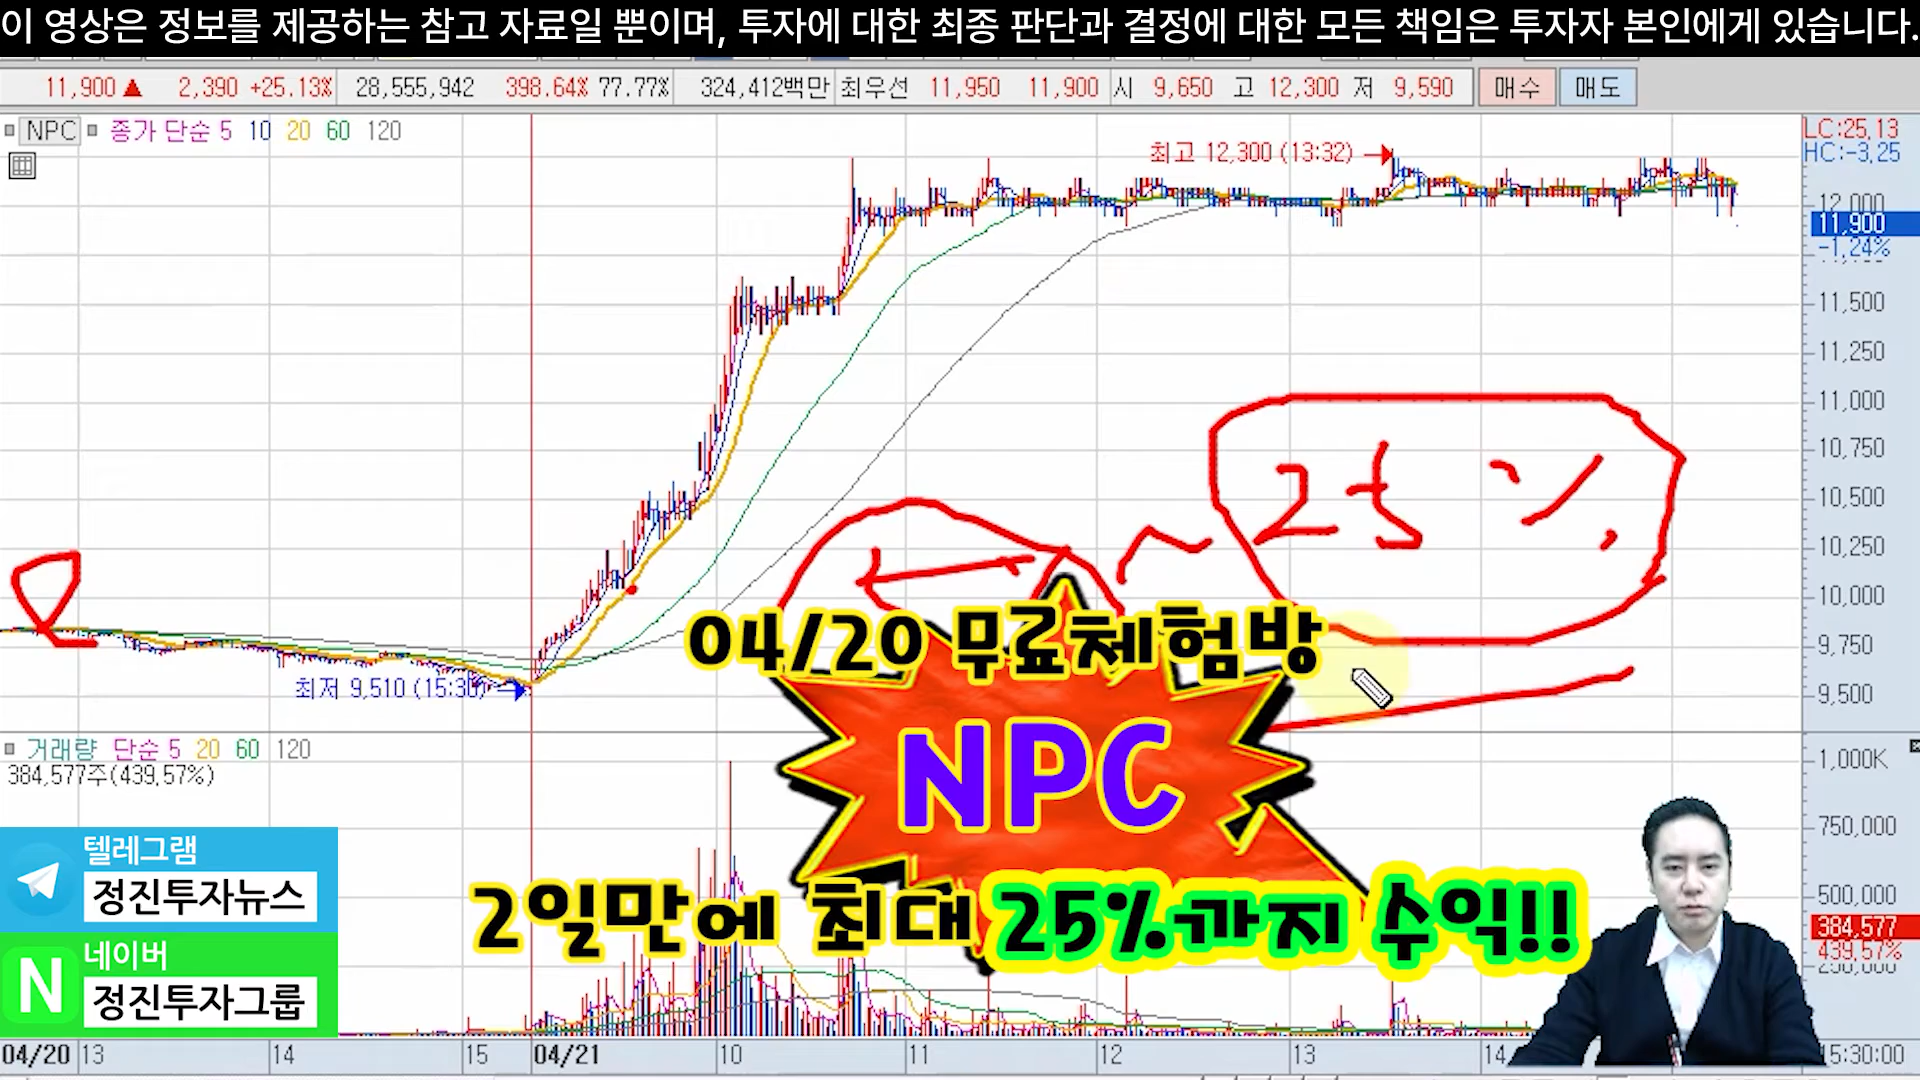 이 영상은 정보를 제공하는 참고 자료일 뿐이며, 투자에 대한 최종 판단과 결정에 대한 모든 책임은 투자자 본인에게 있습니다.
11,900 ▲ 2,390 +25.13% 28,555,942 398.64% 77.77% 324,412백만 최우선 11,950 11,900 시 9,650 고 12,300 저 9,590 매수 매도
NPC 종가 단순 5 10 20 60 120
LC:25,13
HC:-3,25
최고 12,300 (13:32)
12,000
11,900
-1,24%
11,500
11,250
11,000
10,750
10,500
10,250
10,000
9,750
9,500
25 %
최저 9,510 (15:30)
04/20 무료체험방
NPC
2일만에 최대 25%까지 수익!!
거래량 단순 5 20 60 120
384,577주(439,57%)
1,000K
750,000
500,000
384,577
439,57%
250,000
텔레그램
정진투자뉴스
N 네이버
정진투자그룹
04/20 13 14 15 04/21 10 11 12 13 14 15:30:00